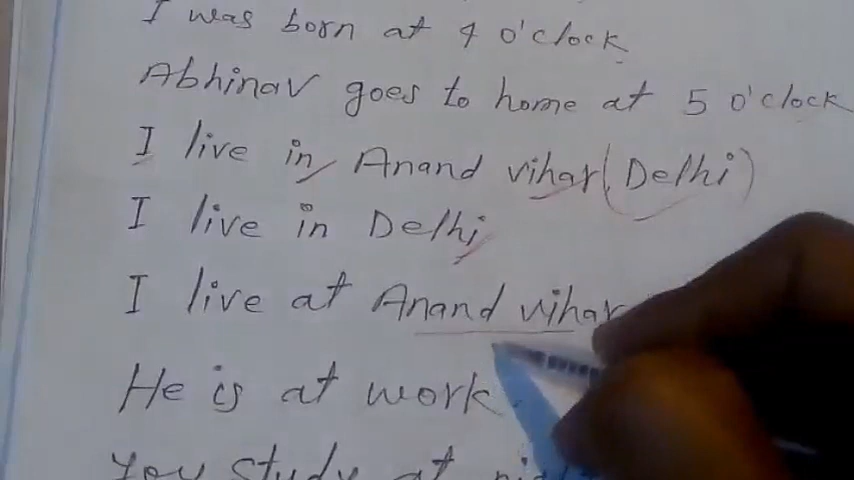 I was born at 4 o'clock
Abhinav goes to home at 5 o'clock
I live in Anand vihar (Delhi)
I live in Delhi
I live at Anand vihar
He is at work
You study at